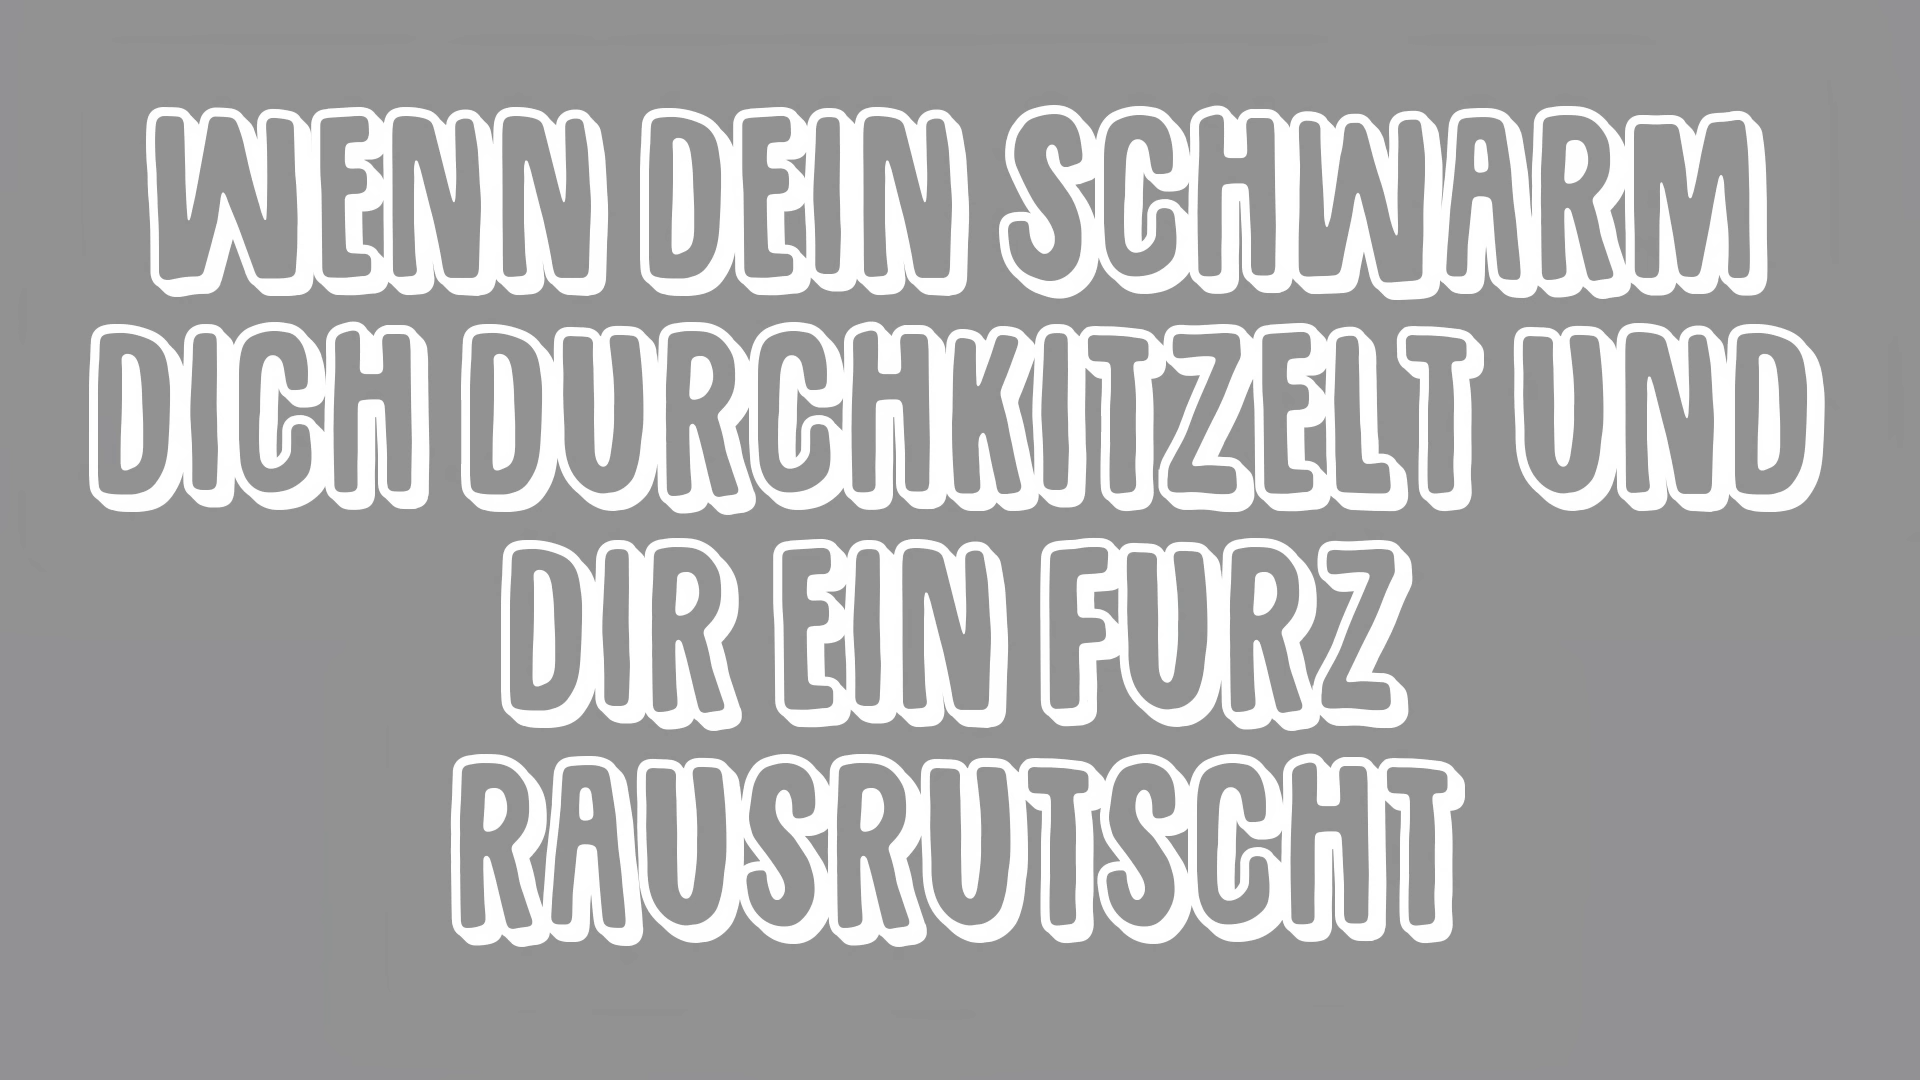 WENN DEIN SCHWARM
DICH DURCHKITZELT UND
DIR EIN FURZ
RAUSRUTSCHT